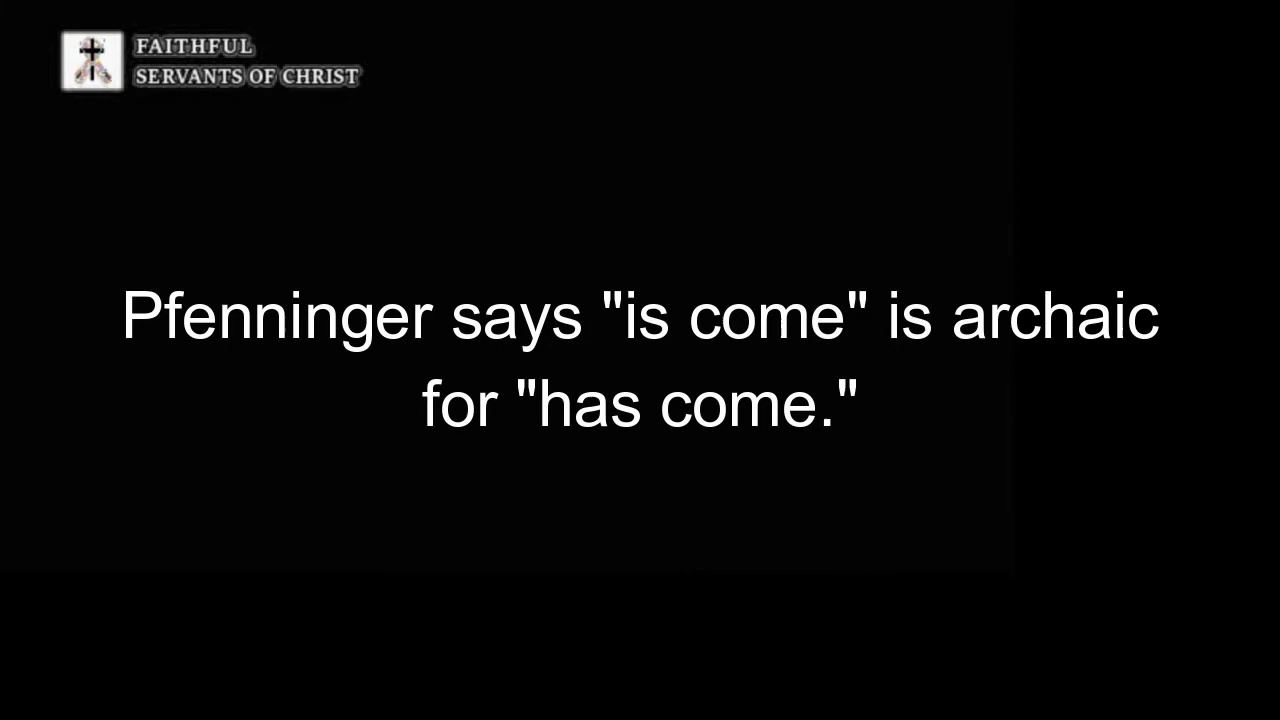 FAITHFUL
SERVANTS OF CHRIST
Pfenninger says "is come" is archaic
for "has come."